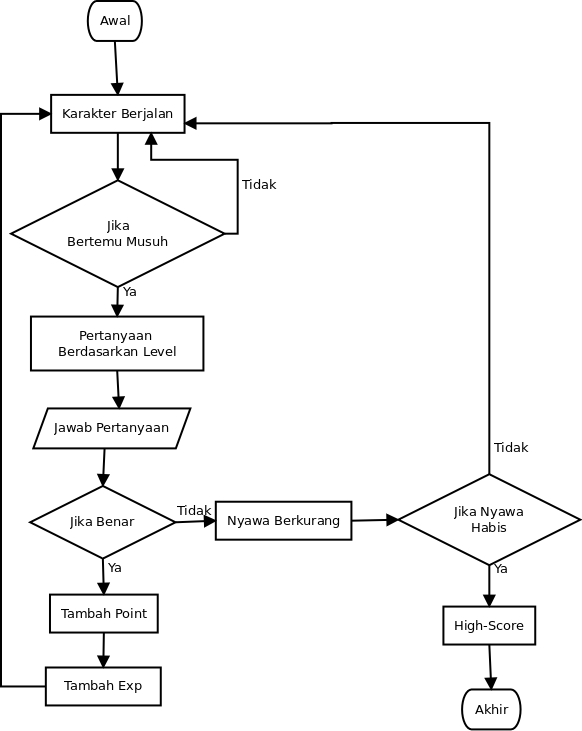 Awal
Karakter Berjalan
Tidak
Jika
Bertemu Musuh
Ya
Pertanyaan
Berdasarkan Level
Jawab Pertanyaan
Jika Benar
Tidak
Nyawa Berkurang
Jika Nyawa
Habis
Tidak
Ya
Ya
Tambah Point
High-Score
Tambah Exp
Akhir